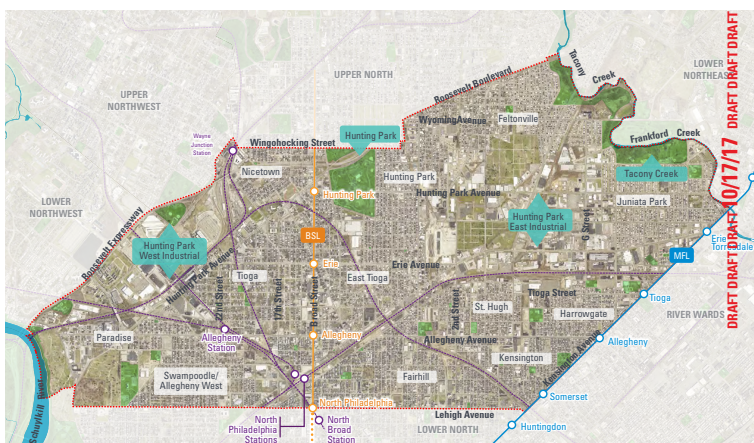 UPPER NORTH
LOWER
NORTHEAST
UPPER
NORTHWEST
LOWER
NORTHWEST
RIVER WARDS
LOWER NORTH
Tacony
Creek
Frankford Creek
Roosevelt Boulevard
Wayne
Junction
Station
Wingohocking Street
Hunting Park
WyomingAvenue
Feltonville
Nicetown
Hunting Park
Tacony Creek
Hunting Park
Hunting Park Avenue
Juniata Park
Roosevelt Expressway
Hunting Park
West Industrial
Hunting Park
East Industrial
G Street
BSL
Erie
Torresdale
MFL
Hunting Park Avenue
Tioga
Erie
East Tioga
Erie Avenue
22nd Street
17th Street
Broad Street
2nd Street
Tioga Street
Tioga
St. Hugh
Harrowgate
Paradise
Allegheny
Station
Allegheny
Allegheny Avenue
Allegheny
Kensington
Kensington Avenue
Swampoodle/
Allegheny West
Fairhill
Somerset
Schuylkill River
North Philadelphia
Lehigh Avenue
North
Philadelphia
Stations
North
Broad
Station
Huntingdon
DRAFT DRAFT DRAFT 10/17/17 DRAFT DRAFT